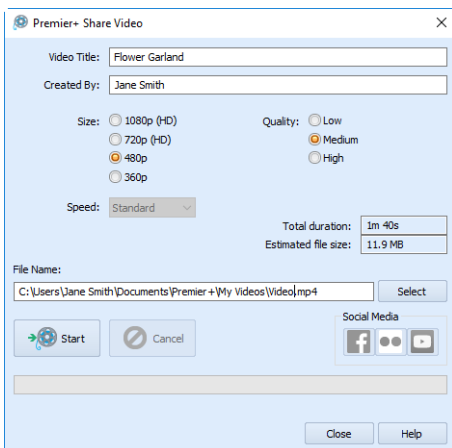 Premier+ Share Video
Video Title: Flower Garland
Created By: Jane Smith
Size: 1080p (HD) Quality: Low
720p (HD) Medium
480p High
360p
Speed: Standard
Total duration: 1m 40s
Estimated file size: 11.9 MB
File Name:
C:\Users\Jane Smith\Documents\Premier+\My Videos\Video.mp4 Select
Social Media
Start Cancel
Close Help